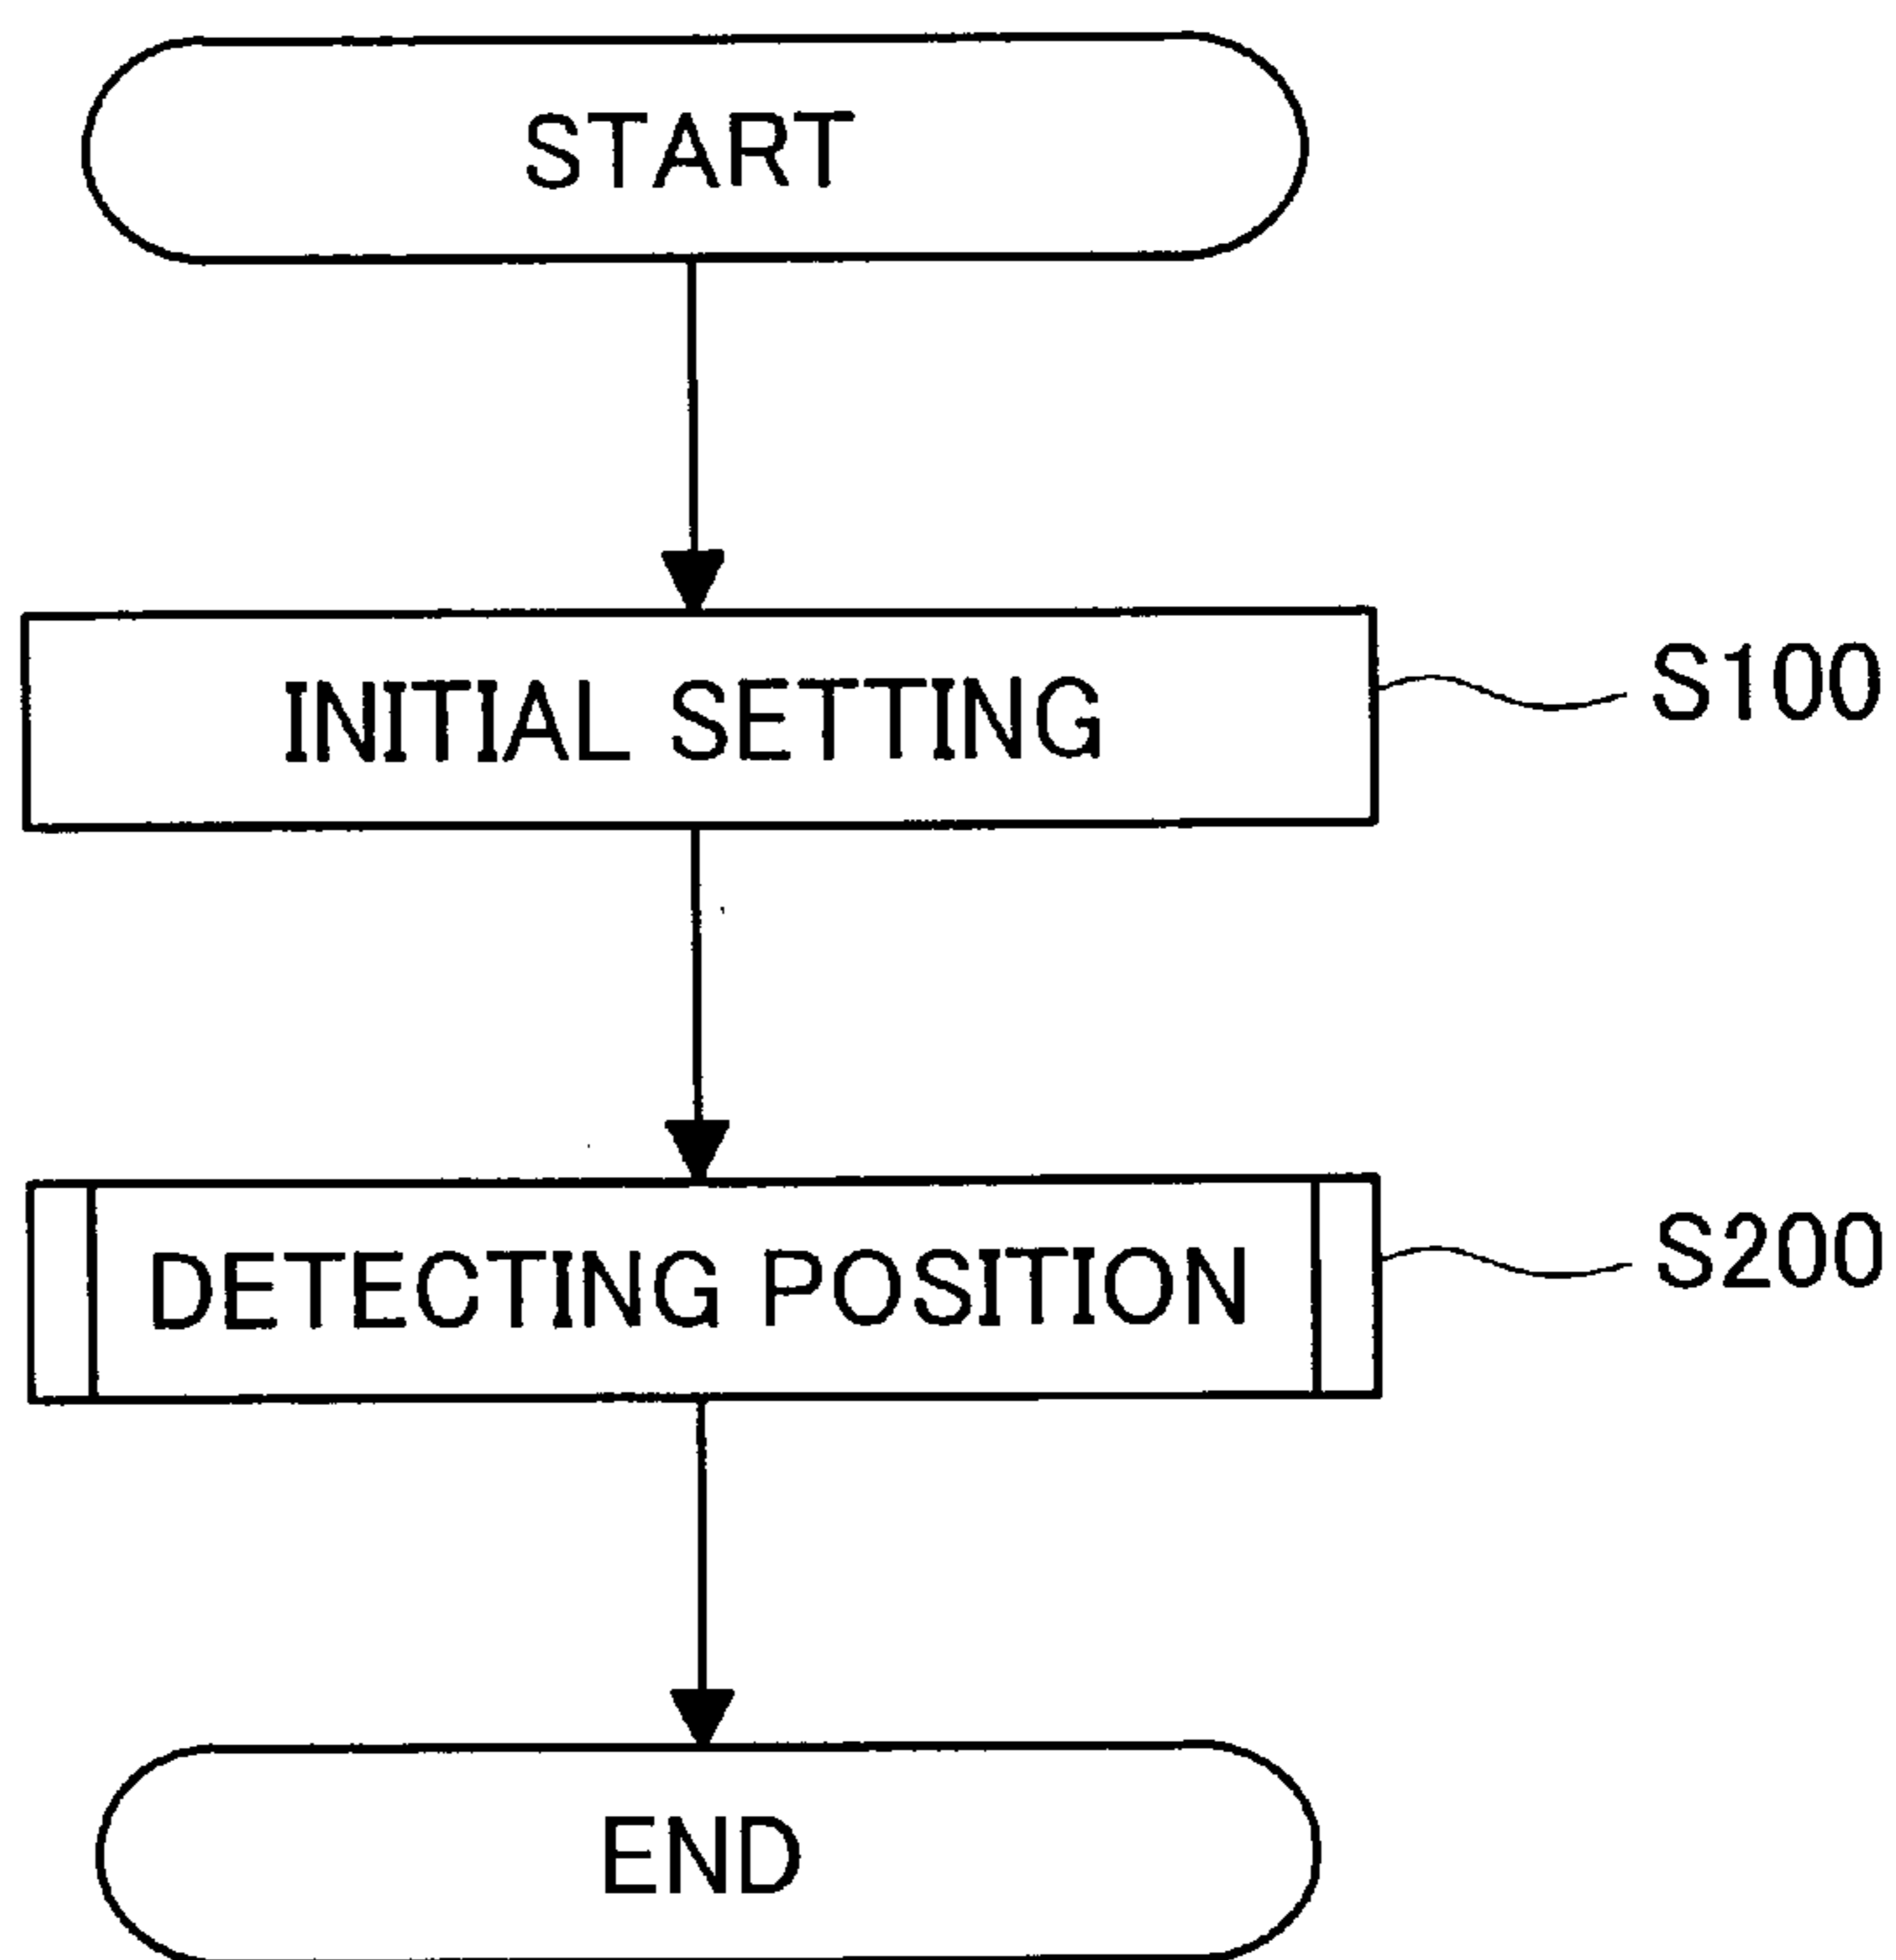 START
INITIAL SETTING
S100
DETECTING POSITION
S200
END